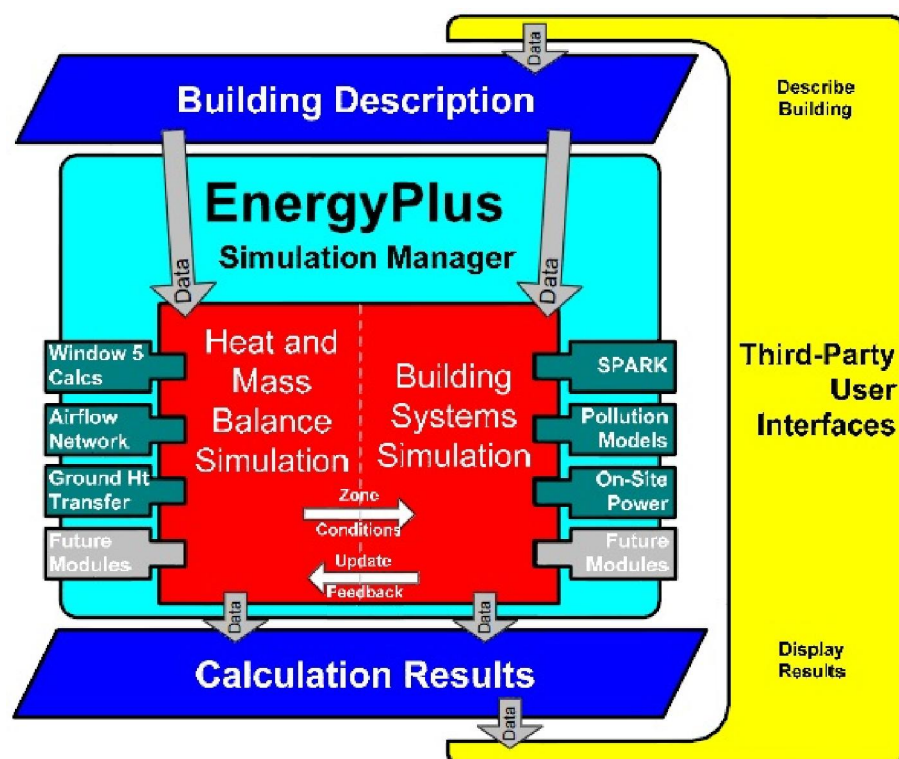 Data
Building Description
Describe
Building
EnergyPlus
Simulation Manager
Data
Data
Heat and
Mass
Balance
Simulation
Building
Systems
Simulation
Window 5
Calcs
Airflow
Network
Ground Ht
Transfer
Future
Modules
SPARK
Pollution
Models
On-Site
Power
Future
Modules
Zone
Conditions
Update
Feedback
Third-Party
User
Interfaces
Data
Data
Calculation Results
Display
Results
Data